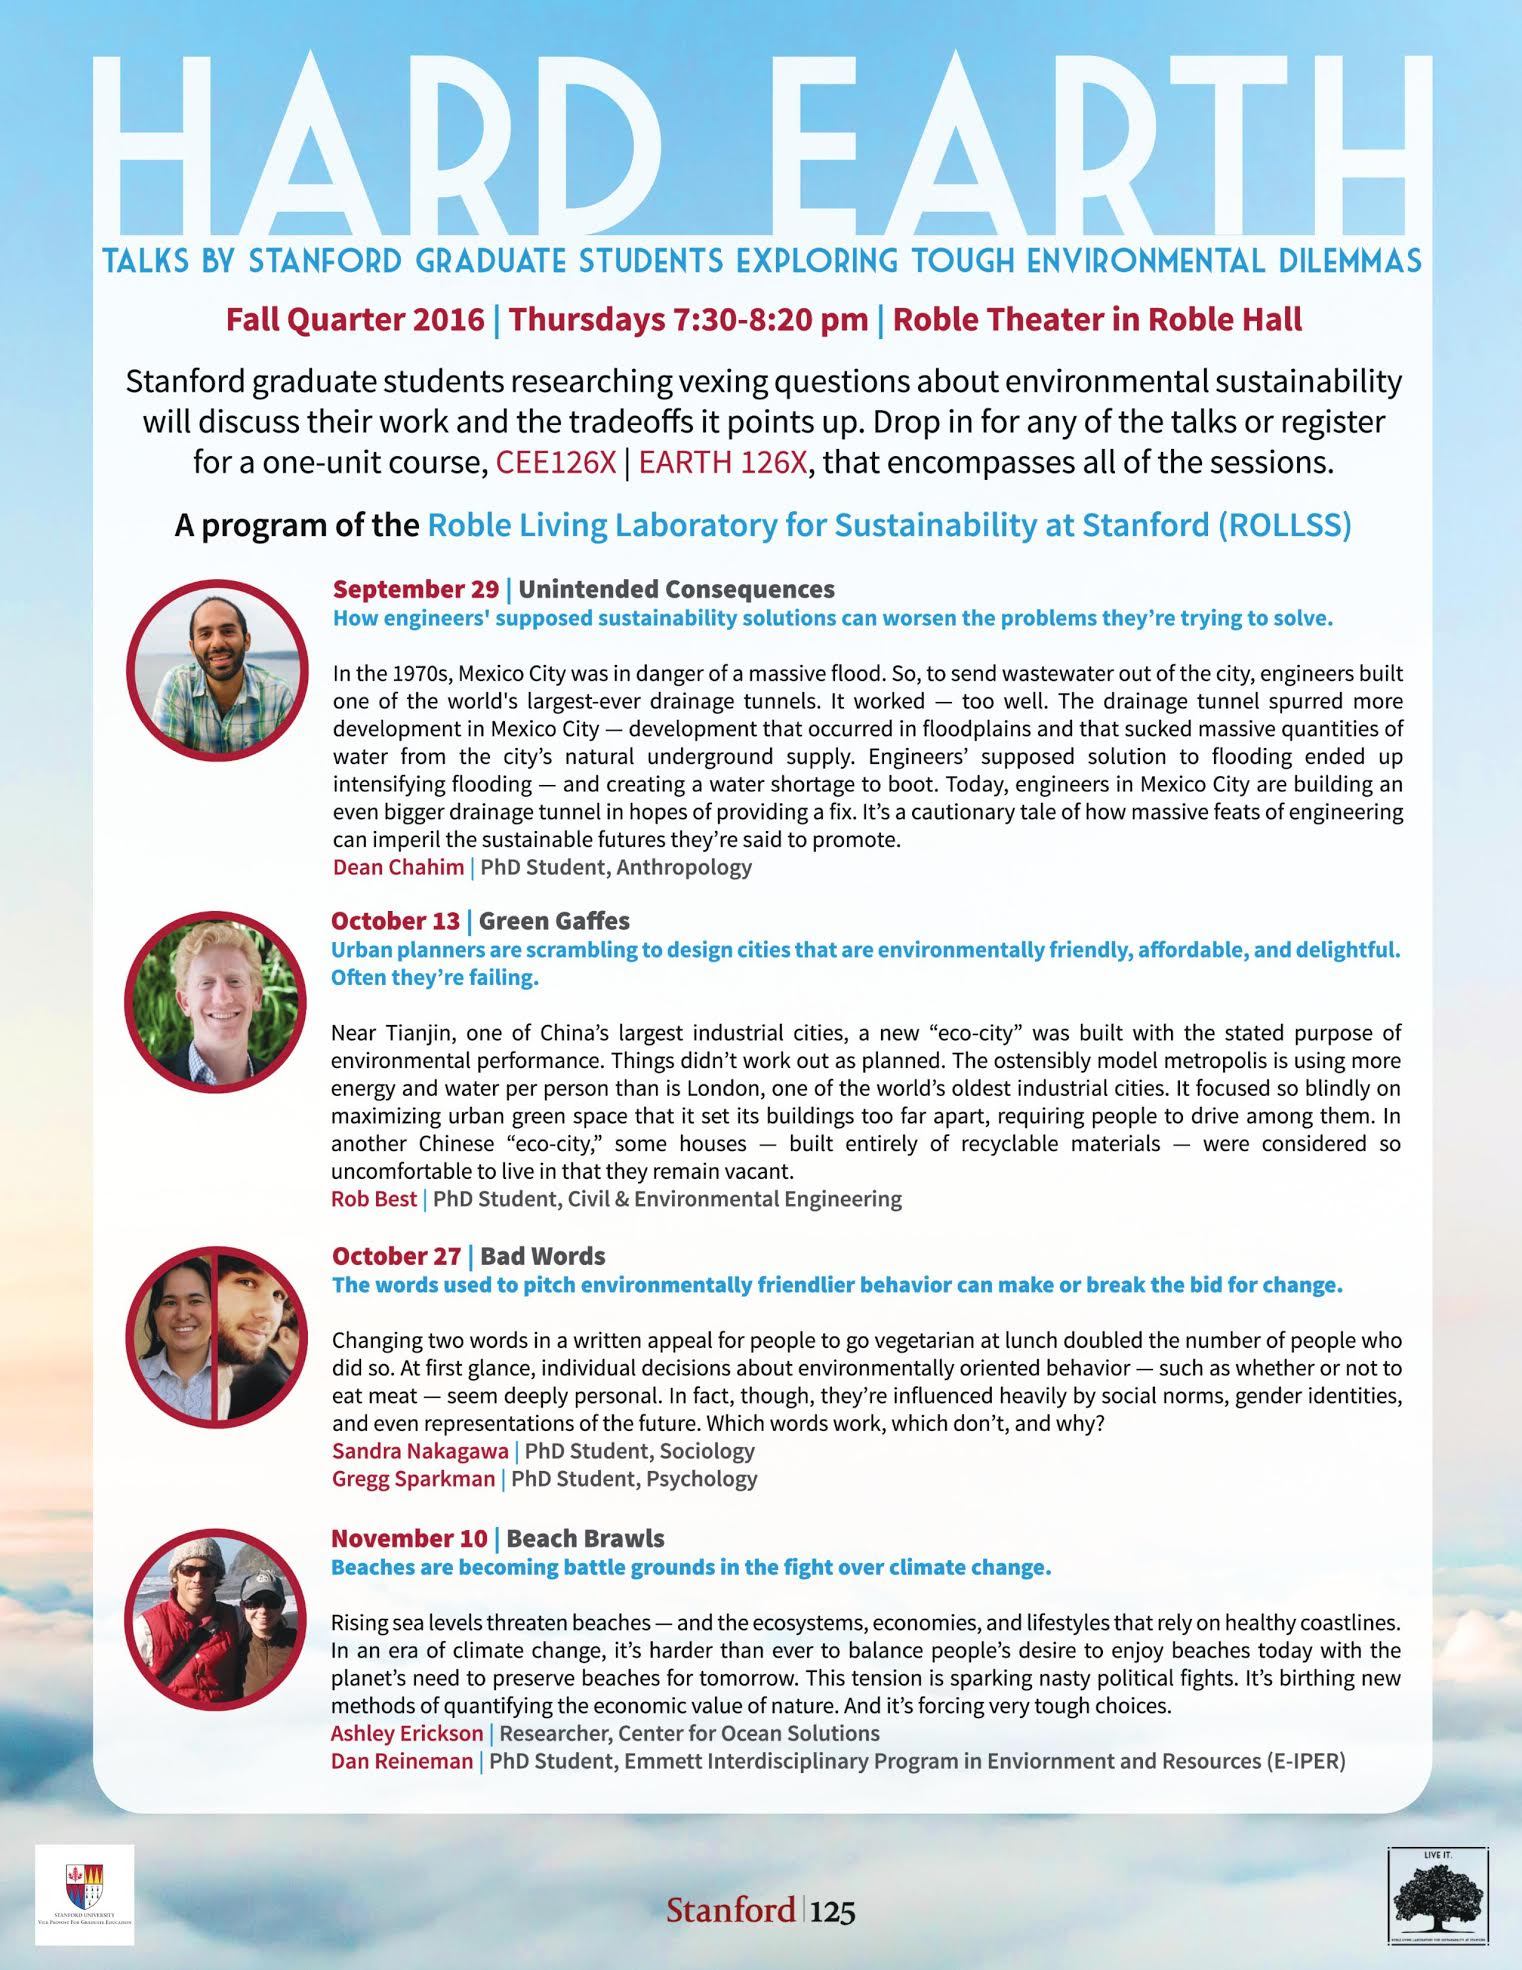 HARD EARTH
TALKS BY STANFORD GRADUATE STUDENTS EXPLORING TOUGH ENVIRONMENTAL DILEMMAS
Fall Quarter 2016 | Thursdays 7:30-8:20 pm | Roble Theater in Roble Hall
Stanford graduate students researching vexing questions about environmental sustainability
will discuss their work and the tradeoffs it points up. Drop in for any of the talks or register
for a one-unit course, CEE126X | EARTH 126X, that encompasses all of the sessions.
A program of the Roble Living Laboratory for Sustainability at Stanford (ROLLSS)
September 29 | Unintended Consequences
How engineers' supposed sustainability solutions can worsen the problems they're trying to solve.
In the 1970s, Mexico City was in danger of a massive flood. So, to send wastewater out of the city, engineers built
one of the world's largest-ever drainage tunnels. It worked — too well. The drainage tunnel spurred more
development in Mexico City — development that occurred in floodplains and that sucked massive quantities of
water from the city's natural underground supply. Engineers' supposed solution to flooding ended up
intensifying flooding — and creating a water shortage to boot. Today, engineers in Mexico City are building an
even bigger drainage tunnel in hopes of providing a fix. It's a cautionary tale of how massive feats of engineering
can imperil the sustainable futures they're said to promote.
Dean Chahim | PhD Student, Anthropology
October 13 | Green Gaffes
Urban planners are scrambling to design cities that are environmentally friendly, affordable, and delightful.
Often they're failing.
Near Tianjin, one of China's largest industrial cities, a new “eco-city” was built with the stated purpose of
environmental performance. Things didn't work out as planned. The ostensibly model metropolis is using more
energy and water per person than is London, one of the world's oldest industrial cities. It focused so blindly on
maximizing urban green space that it set its buildings too far apart, requiring people to drive among them. In
another Chinese “eco-city,” some houses — built entirely of recyclable materials — were considered so
uncomfortable to live in that they remain vacant.
Rob Best | PhD Student, Civil & Environmental Engineering
October 27 | Bad Words
The words used to pitch environmentally friendlier behavior can make or break the bid for change.
Changing two words in a written appeal for people to go vegetarian at lunch doubled the number of people who
did so. At first glance, individual decisions about environmentally oriented behavior — such as whether or not to
eat meat — seem deeply personal. In fact, though, they're influenced heavily by social norms, gender identities,
and even representations of the future. Which words work, which don't, and why?
Sandra Nakagawa | PhD Student, Sociology
Gregg Sparkman | PhD Student, Psychology
November 10 | Beach Brawls
Beaches are becoming battle grounds in the fight over climate change.
Rising sea levels threaten beaches — and the ecosystems, economies, and lifestyles that rely on healthy coastlines.
In an era of climate change, it's harder than ever to balance people's desire to enjoy beaches today with the
planet's need to preserve beaches for tomorrow. This tension is sparking nasty political fights. It's birthing new
methods of quantifying the economic value of nature. And it's forcing very tough choices.
Ashley Erickson | Researcher, Center for Ocean Solutions
Dan Reineman | PhD Student, Emmett Interdisciplinary Program in Enviornment and Resources (E-IPER)
STANFORD UNIVERSITY
VICE PROVOST FOR GRADUATE EDUCATION
Stanford | 125
LIVE IT.
ROBLE LIVING LABORATORY FOR SUSTAINABILITY AT STANFORD